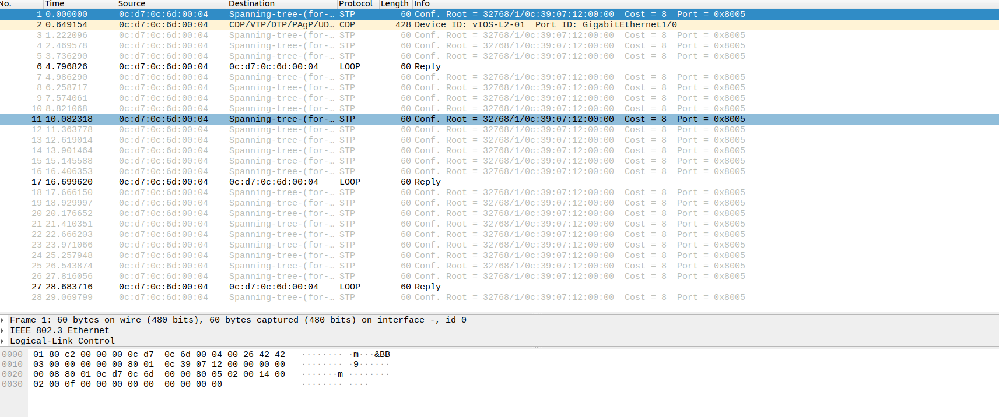 No. Time Source Destination Protocol Length Info
1 0.000000 0c:d7:0c:6d:00:04 Spanning-tree-(for-… STP 60 Conf. Root = 32768/1/0c:39:07:12:00:00 Cost = 8 Port = 0x8005
2 0.649154 0c:d7:0c:6d:00:04 CDP/VTP/DTP/PAgP/UD… CDP 428 Device ID: vIOS-L2-01 Port ID: GigabitEthernet1/0
3 1.222096 0c:d7:0c:6d:00:04 Spanning-tree-(for-… STP 60 Conf. Root = 32768/1/0c:39:07:12:00:00 Cost = 8 Port = 0x8005
4 2.469578 0c:d7:0c:6d:00:04 Spanning-tree-(for-… STP 60 Conf. Root = 32768/1/0c:39:07:12:00:00 Cost = 8 Port = 0x8005
5 3.736290 0c:d7:0c:6d:00:04 Spanning-tree-(for-… STP 60 Conf. Root = 32768/1/0c:39:07:12:00:00 Cost = 8 Port = 0x8005
6 4.796826 0c:d7:0c:6d:00:04 0c:d7:0c:6d:00:04 LOOP 60 Reply
7 4.986290 0c:d7:0c:6d:00:04 Spanning-tree-(for-… STP 60 Conf. Root = 32768/1/0c:39:07:12:00:00 Cost = 8 Port = 0x8005
8 6.258717 0c:d7:0c:6d:00:04 Spanning-tree-(for-… STP 60 Conf. Root = 32768/1/0c:39:07:12:00:00 Cost = 8 Port = 0x8005
9 7.574061 0c:d7:0c:6d:00:04 Spanning-tree-(for-… STP 60 Conf. Root = 32768/1/0c:39:07:12:00:00 Cost = 8 Port = 0x8005
10 8.821068 0c:d7:0c:6d:00:04 Spanning-tree-(for-… STP 60 Conf. Root = 32768/1/0c:39:07:12:00:00 Cost = 8 Port = 0x8005
11 10.082318 0c:d7:0c:6d:00:04 Spanning-tree-(for-… STP 60 Conf. Root = 32768/1/0c:39:07:12:00:00 Cost = 8 Port = 0x8005
12 11.363778 0c:d7:0c:6d:00:04 Spanning-tree-(for-… STP 60 Conf. Root = 32768/1/0c:39:07:12:00:00 Cost = 8 Port = 0x8005
13 12.619014 0c:d7:0c:6d:00:04 Spanning-tree-(for-… STP 60 Conf. Root = 32768/1/0c:39:07:12:00:00 Cost = 8 Port = 0x8005
14 13.901464 0c:d7:0c:6d:00:04 Spanning-tree-(for-… STP 60 Conf. Root = 32768/1/0c:39:07:12:00:00 Cost = 8 Port = 0x8005
15 15.145588 0c:d7:0c:6d:00:04 Spanning-tree-(for-… STP 60 Conf. Root = 32768/1/0c:39:07:12:00:00 Cost = 8 Port = 0x8005
16 16.406353 0c:d7:0c:6d:00:04 Spanning-tree-(for-… STP 60 Conf. Root = 32768/1/0c:39:07:12:00:00 Cost = 8 Port = 0x8005
17 16.699620 0c:d7:0c:6d:00:04 0c:d7:0c:6d:00:04 LOOP 60 Reply
18 17.666150 0c:d7:0c:6d:00:04 Spanning-tree-(for-… STP 60 Conf. Root = 32768/1/0c:39:07:12:00:00 Cost = 8 Port = 0x8005
19 18.929997 0c:d7:0c:6d:00:04 Spanning-tree-(for-… STP 60 Conf. Root = 32768/1/0c:39:07:12:00:00 Cost = 8 Port = 0x8005
20 20.176652 0c:d7:0c:6d:00:04 Spanning-tree-(for-… STP 60 Conf. Root = 32768/1/0c:39:07:12:00:00 Cost = 8 Port = 0x8005
21 21.410351 0c:d7:0c:6d:00:04 Spanning-tree-(for-… STP 60 Conf. Root = 32768/1/0c:39:07:12:00:00 Cost = 8 Port = 0x8005
22 22.666203 0c:d7:0c:6d:00:04 Spanning-tree-(for-… STP 60 Conf. Root = 32768/1/0c:39:07:12:00:00 Cost = 8 Port = 0x8005
23 23.971066 0c:d7:0c:6d:00:04 Spanning-tree-(for-… STP 60 Conf. Root = 32768/1/0c:39:07:12:00:00 Cost = 8 Port = 0x8005
24 25.257948 0c:d7:0c:6d:00:04 Spanning-tree-(for-… STP 60 Conf. Root = 32768/1/0c:39:07:12:00:00 Cost = 8 Port = 0x8005
25 26.543874 0c:d7:0c:6d:00:04 Spanning-tree-(for-… STP 60 Conf. Root = 32768/1/0c:39:07:12:00:00 Cost = 8 Port = 0x8005
26 27.816056 0c:d7:0c:6d:00:04 Spanning-tree-(for-… STP 60 Conf. Root = 32768/1/0c:39:07:12:00:00 Cost = 8 Port = 0x8005
27 28.683716 0c:d7:0c:6d:00:04 0c:d7:0c:6d:00:04 LOOP 60 Reply
28 29.069799 0c:d7:0c:6d:00:04 Spanning-tree-(for-… STP 60 Conf. Root = 32768/1/0c:39:07:12:00:00 Cost = 8 Port = 0x8005
Frame 1: 60 bytes on wire (480 bits), 60 bytes captured (480 bits) on interface -, id 0
IEEE 802.3 Ethernet
Logical-Link Control
0000 01 80 c2 00 00 00 0c d7 0c 6d 00 04 00 26 42 42 ········ ·m···&BB
0010 03 00 00 00 00 00 80 01 0c 39 07 12 00 00 00 00 ········ ·9······
0020 00 08 80 01 0c d7 0c 6d 00 00 80 05 02 00 14 00 ·······m ········
0030 02 00 0f 00 00 00 00 00 00 00 00 00 ········ ····